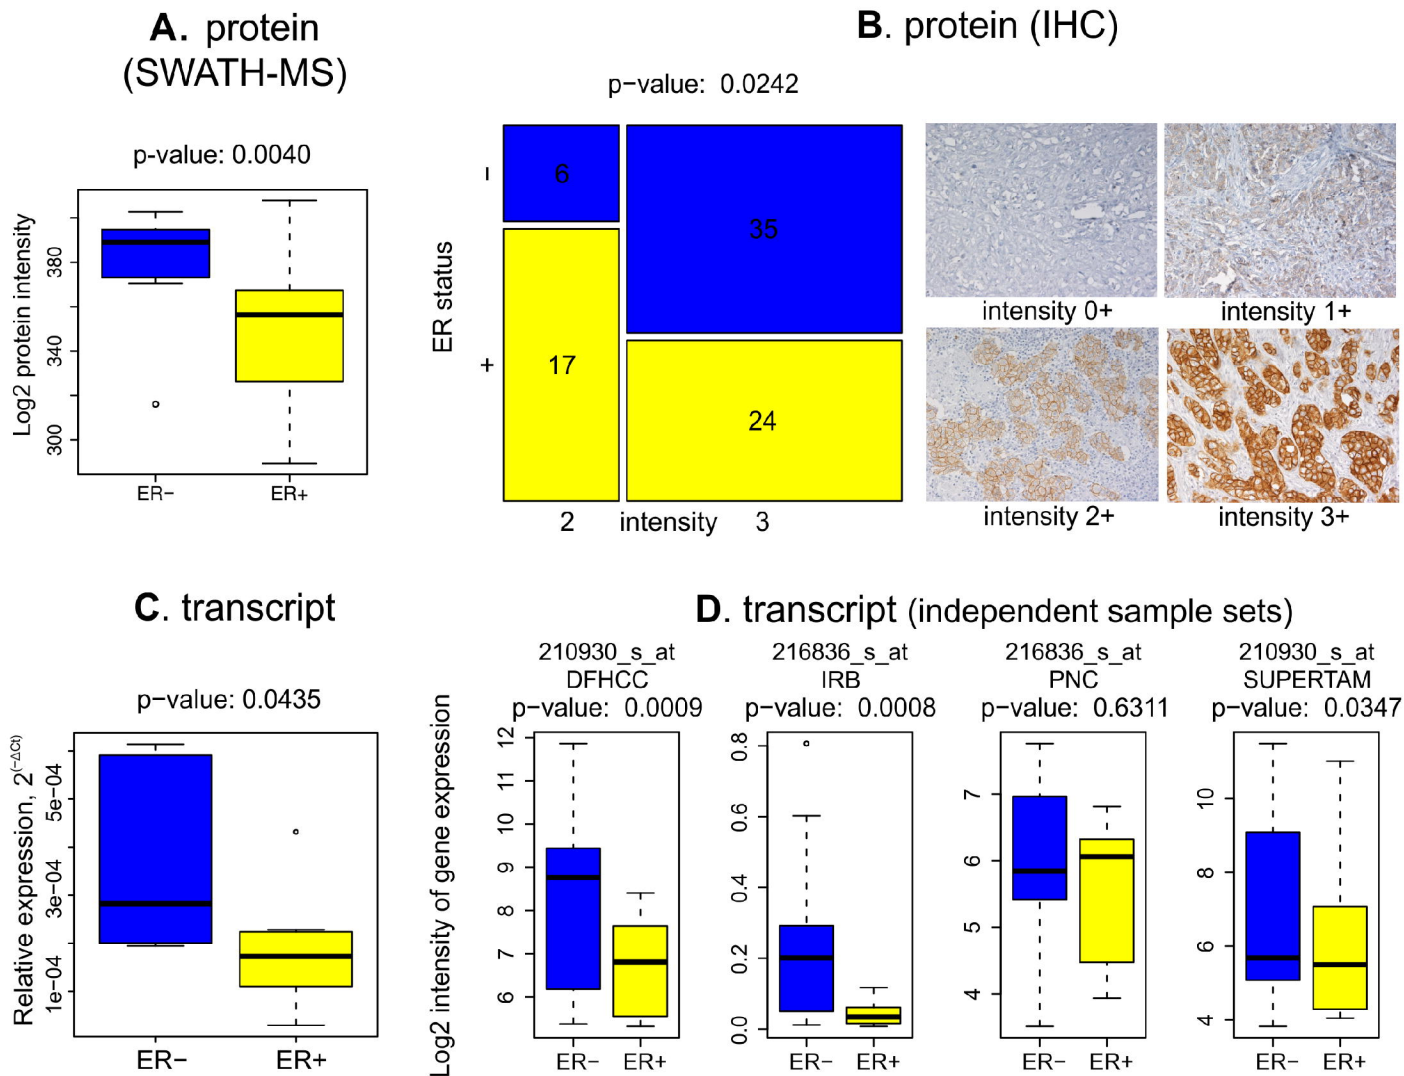 A. protein
(SWATH-MS)
p-value: 0.0040
Log2 protein intensity
380
340
300
ER−
ER+
B. protein (IHC)
p−value: 0.0242
ER status
−
+
6
35
17
24
2
intensity
3
intensity 0+
intensity 1+
intensity 2+
intensity 3+
C. transcript
p-value: 0.0435
Relative expression, 2(−ΔCt)
5e−04
3e−04
1e−04
ER−
ER+
D. transcript (independent sample sets)
Log2 intensity of gene expression
210930_s_at
DFHCC
p−value: 0.0009
12
11
10
9
8
7
6
ER−
ER+
216836_s_at
IRB
p−value: 0.0008
0.8
0.6
0.4
0.2
0.0
ER−
ER+
216836_s_at
PNC
p−value: 0.6311
7
6
5
4
ER−
ER+
210930_s_at
SUPERTAM
p−value: 0.0347
10
8
6
4
ER−
ER+